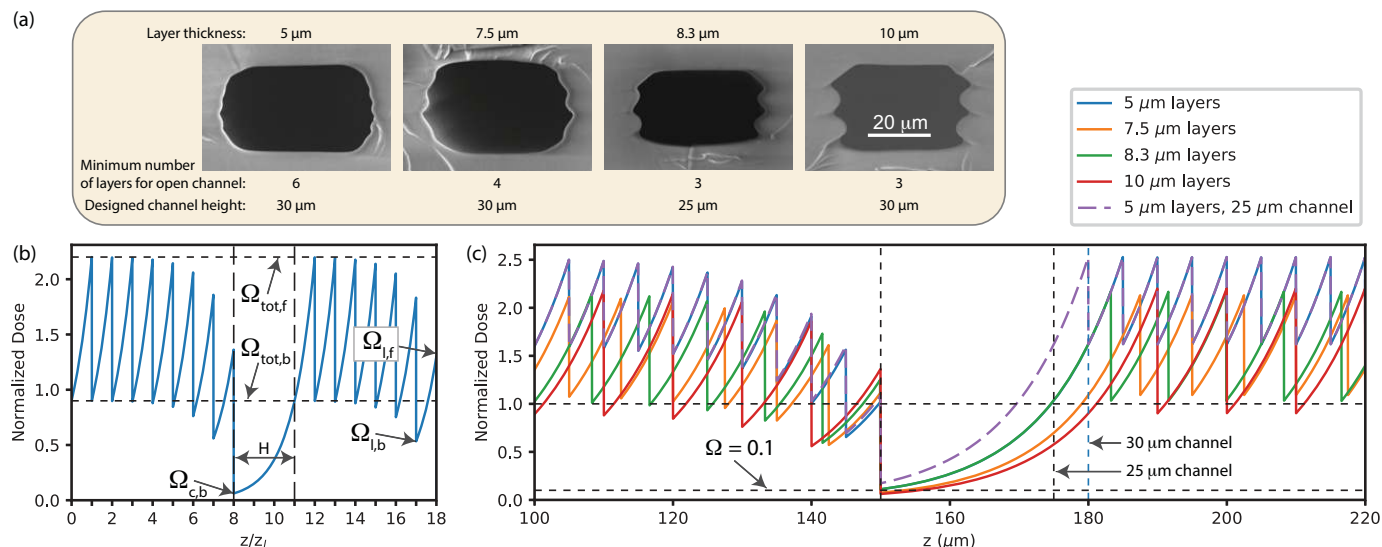 (a)
Layer thickness: 5 μm 7.5 μm 8.3 μm 10 μm
20 μm
Minimum number
of layers for open channel: 6 4 3 3
Designed channel height: 30 μm 30 μm 25 μm 30 μm
5 μm layers
7.5 μm layers
8.3 μm layers
10 μm layers
5 μm layers, 25 μm channel
(b)
Normalized Dose
2.0
1.5
1.0
0.5
0.0
Ωtot,f
Ωtot,b
Ωl,f
Ωl,b
H
Ωc,b
0 2 4 6 8 10 12 14 16 18
z/zl
(c)
Normalized Dose
2.5
2.0
1.5
1.0
0.5
0.0
Ω = 0.1
30 μm channel
25 μm channel
100 120 140 160 180 200 220
z (μm)